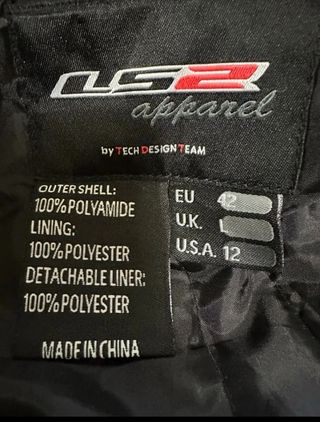 LS2
apparel
by TECH DESIGN TEAM
OUTER SHELL:
100% POLYAMIDE
LINING:
100% POLYESTER
DETACHABLE LINER:
100% POLYESTER
MADE IN CHINA
EU 42
U.K.
U.S.A. 12